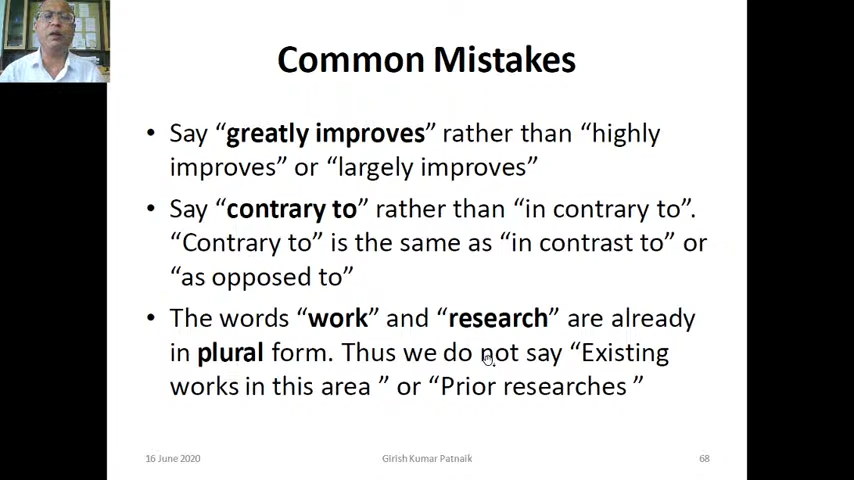 Common Mistakes
• Say “greatly improves” rather than “highly
improves” or “largely improves”
• Say “contrary to” rather than “in contrary to”.
“Contrary to” is the same as “in contrast to” or
“as opposed to”
• The words “work” and “research” are already
in plural form. Thus we do not say “Existing
works in this area ” or “Prior researches ”
16 June 2020
Girish Kumar Patnaik
68